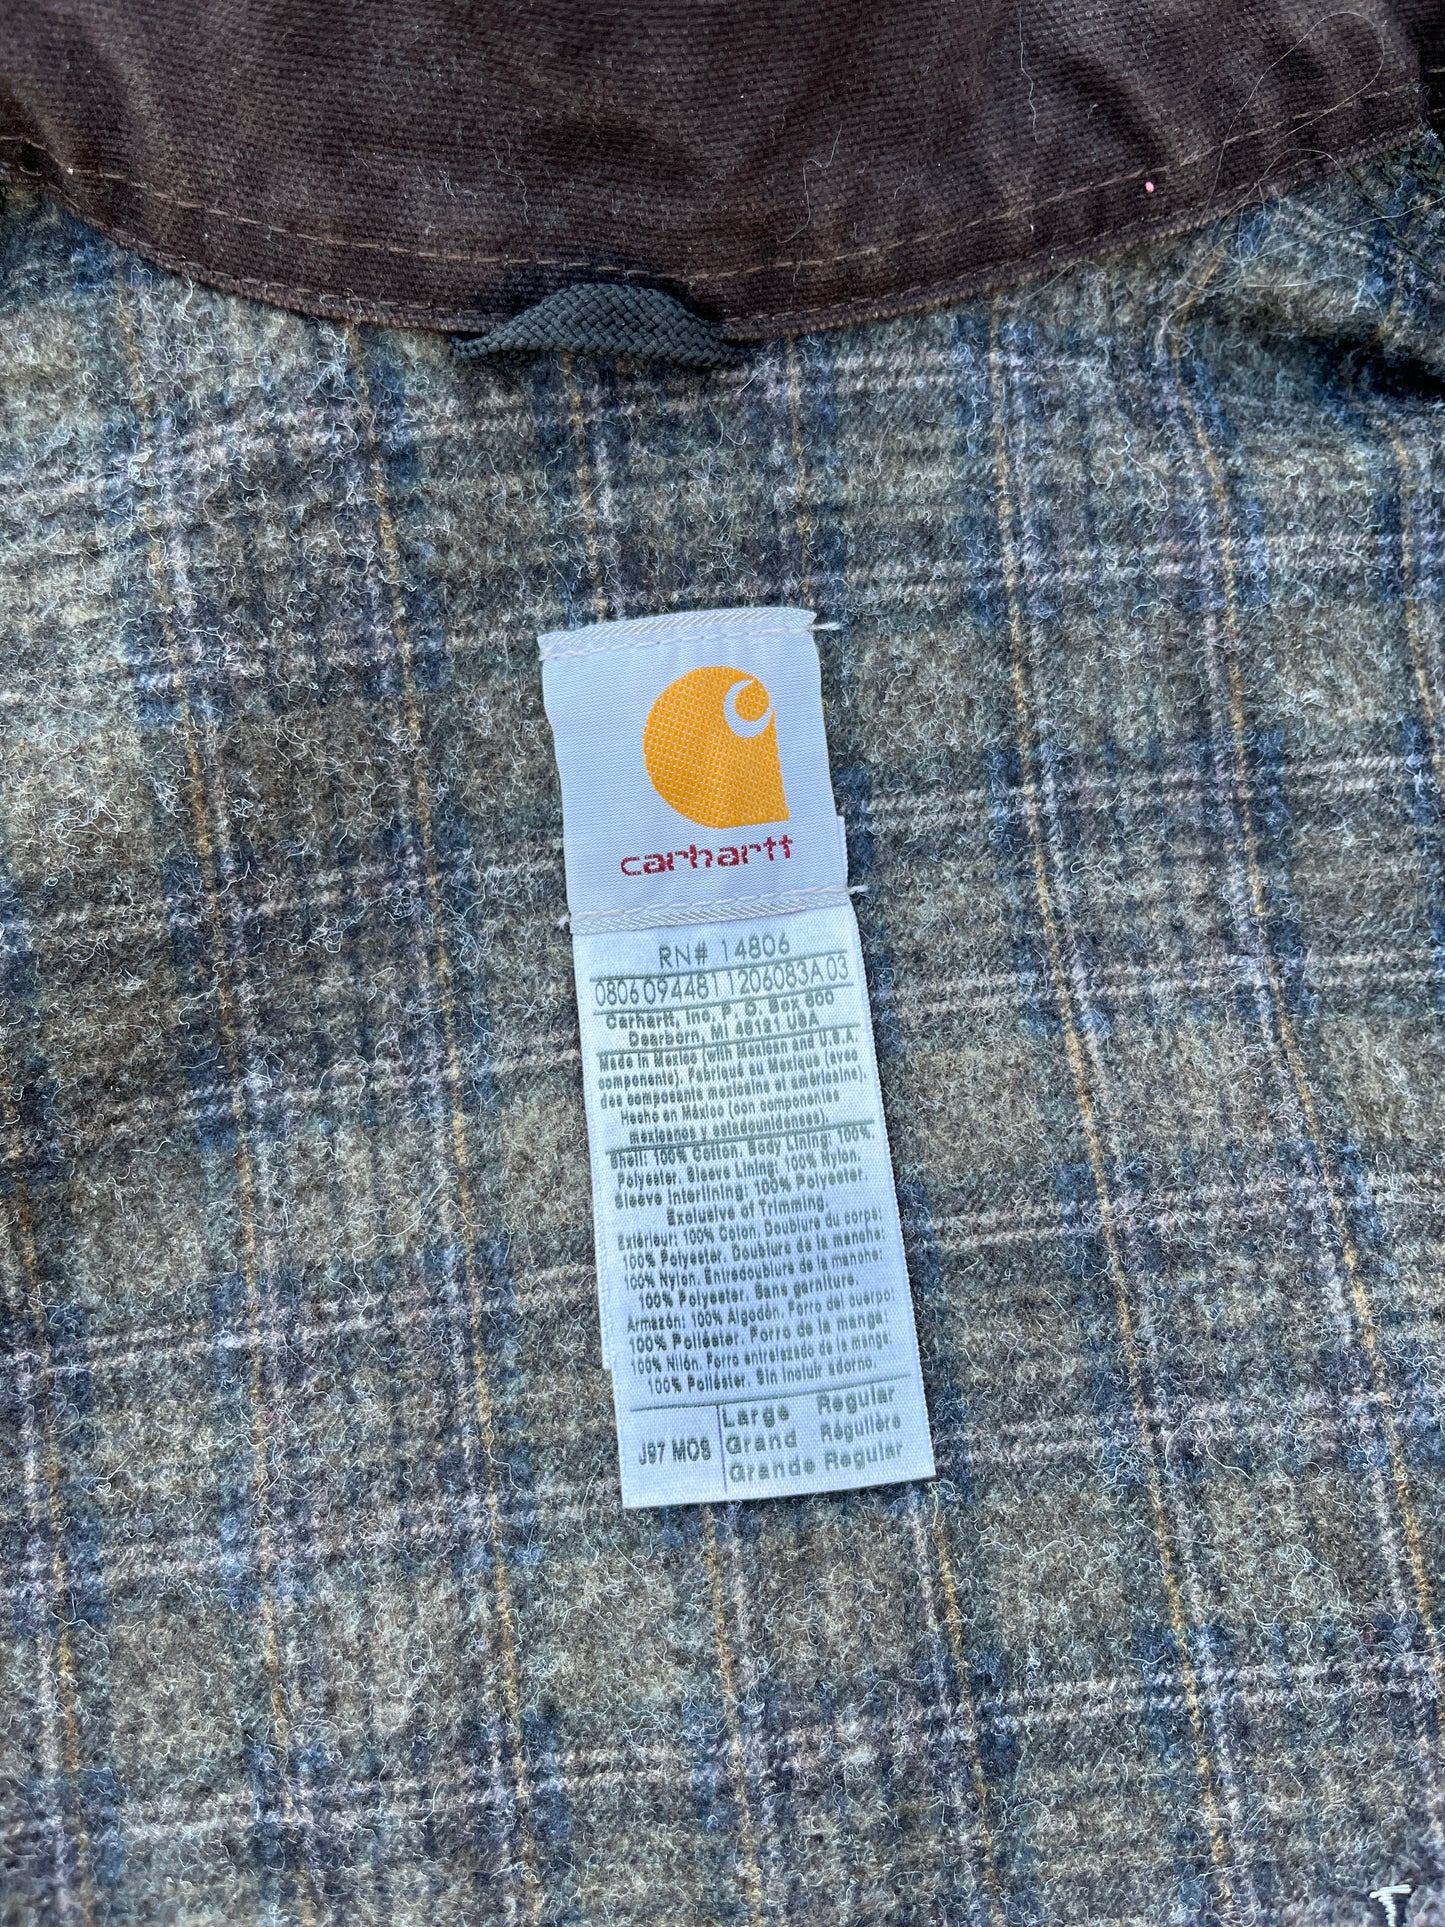 carhartt
RN# 14806
0806094481 1206083A03
Carhartt, Inc. P. O. Box 600
Dearborn, MI 48121 USA
Made in Mexico (with Mexican and U.S.A.
components). Fabriqué au Mexique (avec
des composants mexicains et américains).
Hecho en México (con componentes
mexicanos y estadounidenses).
Shell: 100% Cotton. Body Lining: 100%
Polyester. Sleeve Lining: 100% Nylon.
Sleeve Interlining: 100% Polyester.
Exclusive of Trimming.
Extérieur: 100% Coton. Doublure du corps:
100% Polyester. Doublure de la manche:
100% Nylon. Entredoublure de la manche:
100% Polyester. Sans garniture.
Armazón: 100% Algodón. Forro del cuerpo:
100% Poliéster. Forro de la manga:
100% Nilón. Forro entrelazado de la manga:
100% Poliéster. Sin incluir adorno.
J97 MOS
Large Regular
Grand Régulière
Grande Regular